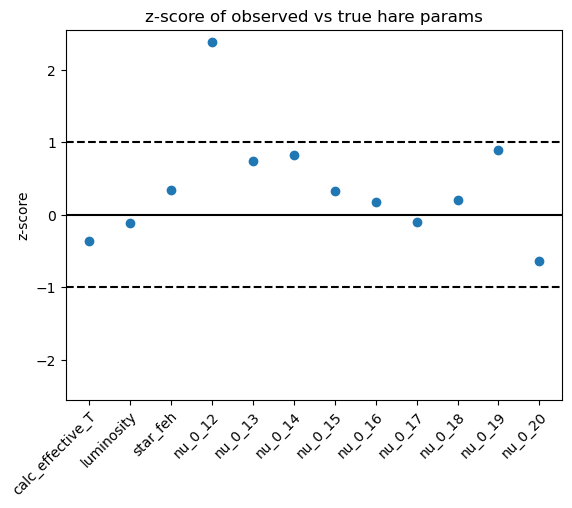 z-score of observed vs true hare params
z-score
2
1
0
−1
−2
calc_effective_T
luminosity
star_feh
nu_0_12
nu_0_13
nu_0_14
nu_0_15
nu_0_16
nu_0_17
nu_0_18
nu_0_19
nu_0_20